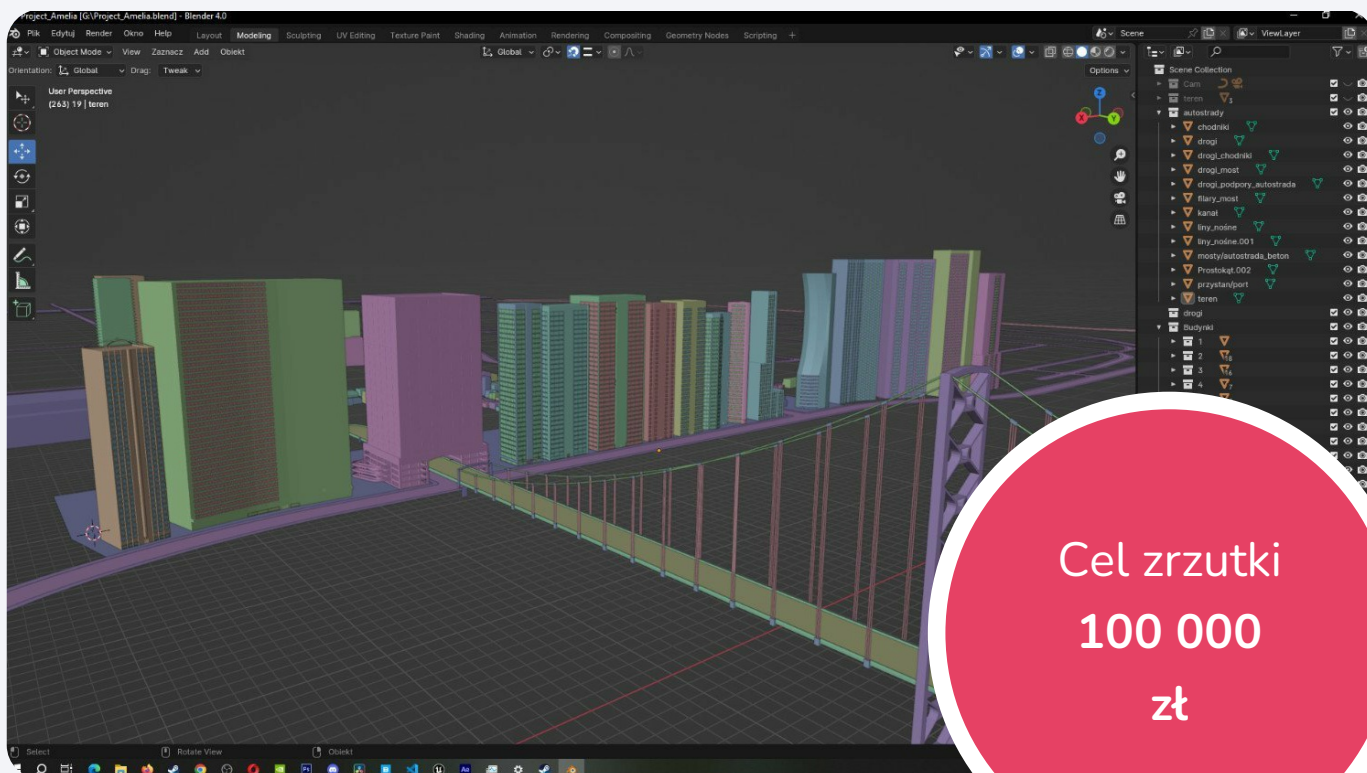 Project_Amelia [G:\Project_Amelia.blend] - Blender 4.0
Plik Edytuj Render Okno Help Layout Modeling Sculpting UV Editing Texture Paint Shading Animation Rendering Compositing Geometry Nodes Scripting + Scene ViewLayer
Object Mode View Zaznacz Add Obiekt Global
Orientation: Global Drag: Tweak Options
User Perspective
(263) 19 | teren
Z
X
Y
Scene Collection
Cam
teren 3
autostrady
chodniki
drogi
drogi_chodniki
drogi_most
drogi_podpory_autostrada
filary_most
kanał
liny_nośne
liny_nośne.001
mosty/autostrada_beton
Prostokąt.002
przystan/port
teren
drogi
Budynki
1
2
3
4 7
Cel zrzutki
100 000
zł
Select Rotate View Obiekt